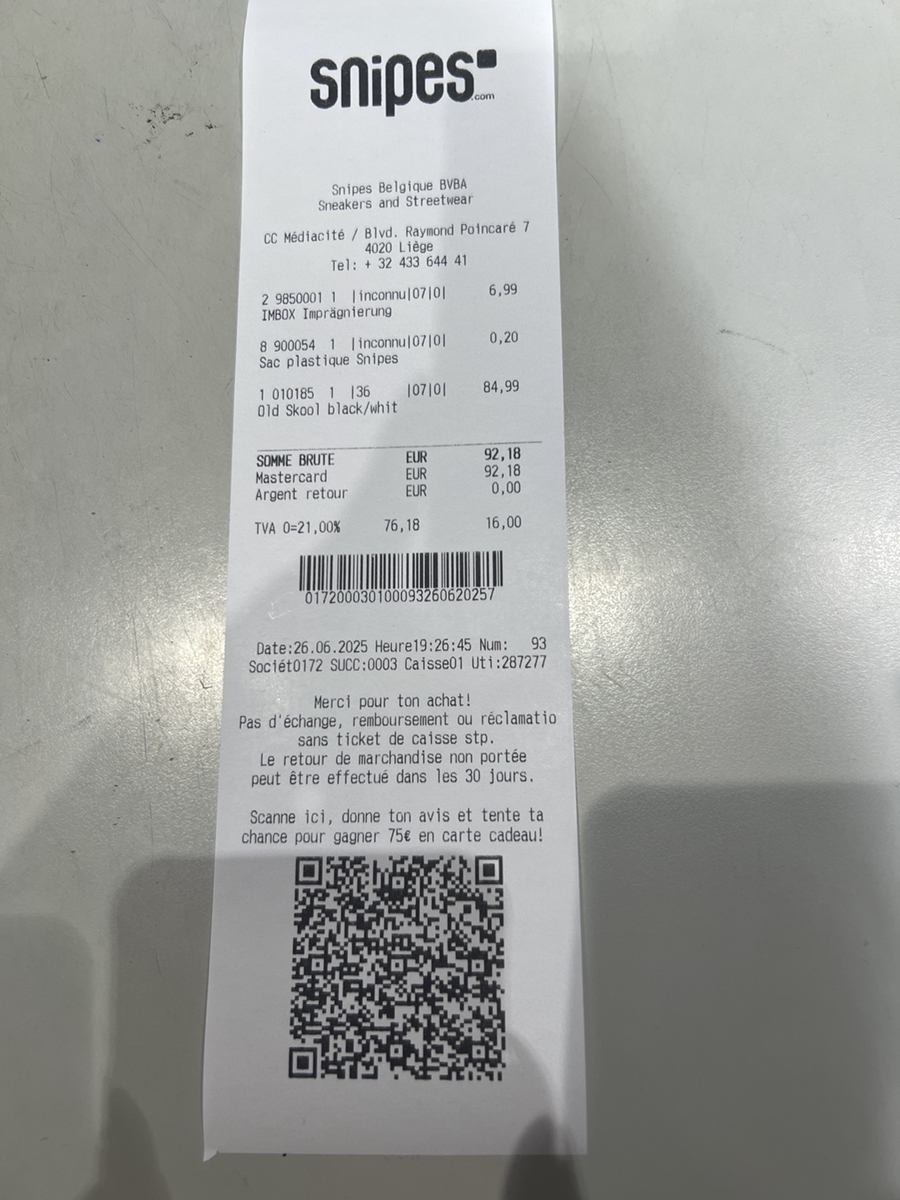 snipes
.com
Snipes Belgique BVBA
Sneakers and Streetwear
CC Médiacité / Blvd. Raymond Poincaré 7
4020 Liège
Tel: + 32 433 644 41
2 9850001 1 |inconnu|07|0| 6,99
IMBOX Imprägnierung
8 900054 1 |inconnu|07|0| 0,20
Sac plastique Snipes
1 010185 1 |36 |07|0| 84,99
Old Skool black/whit
SOMME BRUTE EUR 92,18
Mastercard EUR 92,18
Argent retour EUR 0,00
TVA 0=21,00% 76,18 16,00
017200030100093260620257
Date:26.06.2025 Heure19:26:45 Num: 93
Sociét0172 SUCC:0003 Caisse01 Uti:287277
Merci pour ton achat!
Pas d'échange, remboursement ou réclamatio
sans ticket de caisse stp.
Le retour de marchandise non portée
peut être effectué dans les 30 jours.
Scanne ici, donne ton avis et tente ta
chance pour gagner 75€ en carte cadeau!